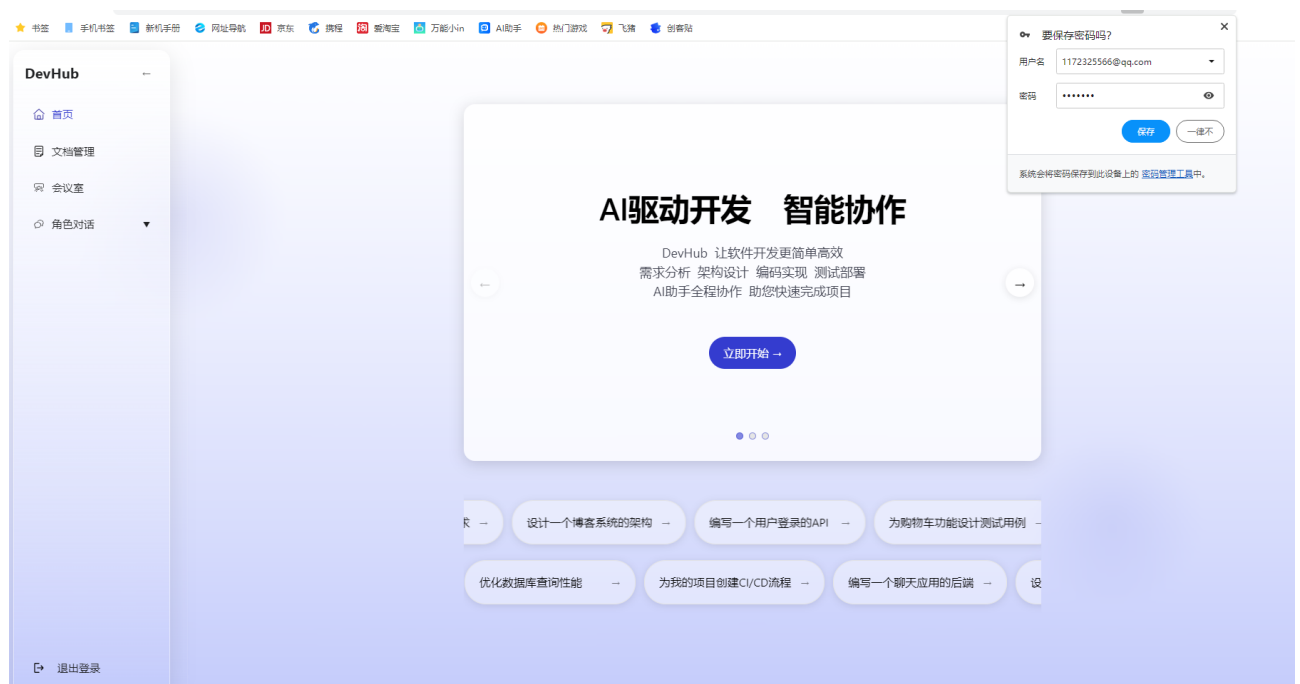 书签 手机书签 新机手册 网址导航 JD 京东 携程 淘 爱淘宝 万能小in AI助手 热门游戏 飞猪 创客贴
要保存密码吗? ×
用户名 1172325566@qq.com
密码 •••••••
保存 一律不
系统会将密码保存到此设备上的 密码管理工具中。
DevHub ←
首页
文档管理
会议室
角色对话 ▼
退出登录
AI驱动开发 智能协作
DevHub 让软件开发更简单高效
需求分析 架构设计 编码实现 测试部署
AI助手全程协作 助您快速完成项目
← →
立即开始 →
→ 设计一个博客系统的架构 → 编写一个用户登录的API → 为购物车功能设计测试用例 →
优化数据库查询性能 → 为我的项目创建CI/CD流程 → 编写一个聊天应用的后端 → 设